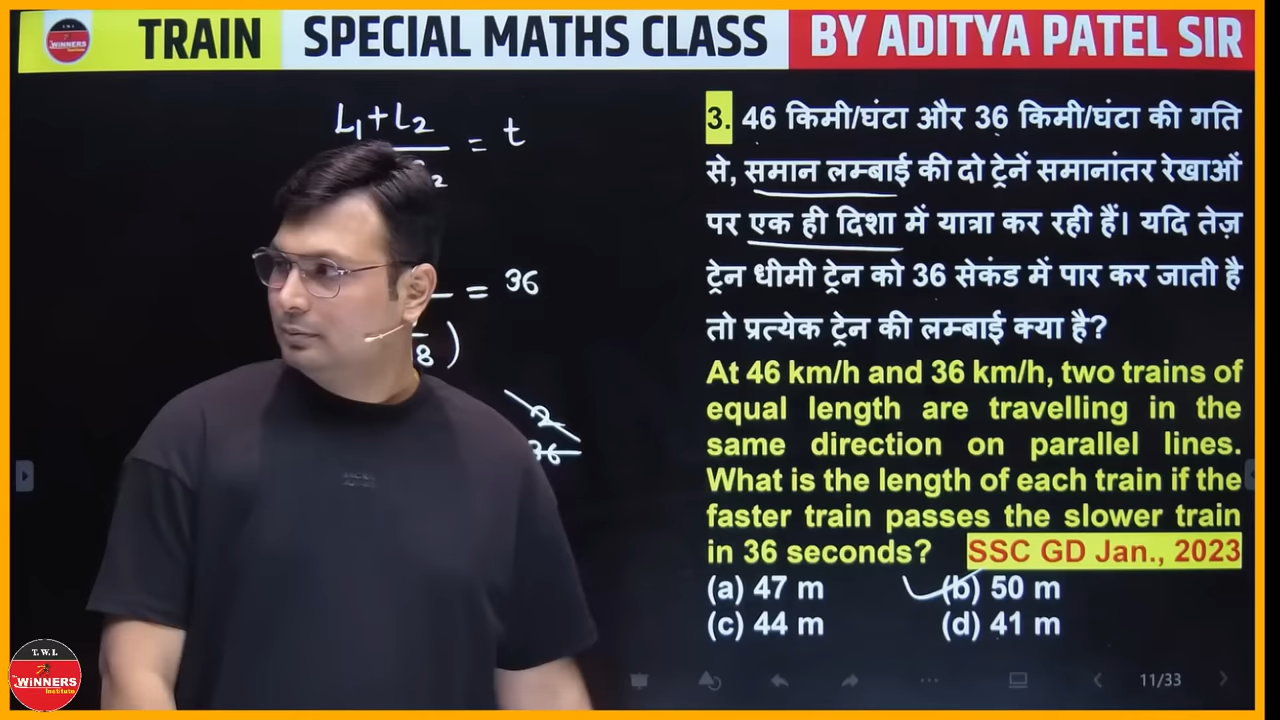 TRAIN SPECIAL MATHS CLASS BY ADITYA PATEL SIR
WINNERS
L₁+L₂ = t
2
= 36
8)
2
36
3. 46 किमी/घंटा और 36 किमी/घंटा की गति
से, समान लम्बाई की दो ट्रेनें समानांतर रेखाओं
पर एक ही दिशा में यात्रा कर रही हैं। यदि तेज़
ट्रेन धीमी ट्रेन को 36 सेकंड में पार कर जाती है
तो प्रत्येक ट्रेन की लम्बाई क्या है?
At 46 km/h and 36 km/h, two trains of
equal length are travelling in the
same direction on parallel lines.
What is the length of each train if the
faster train passes the slower train
in 36 seconds? SSC GD Jan., 2023
(a) 47 m (b) 50 m
(c) 44 m (d) 41 m
11/33
T.W.I.
The WiNNERS
Institute